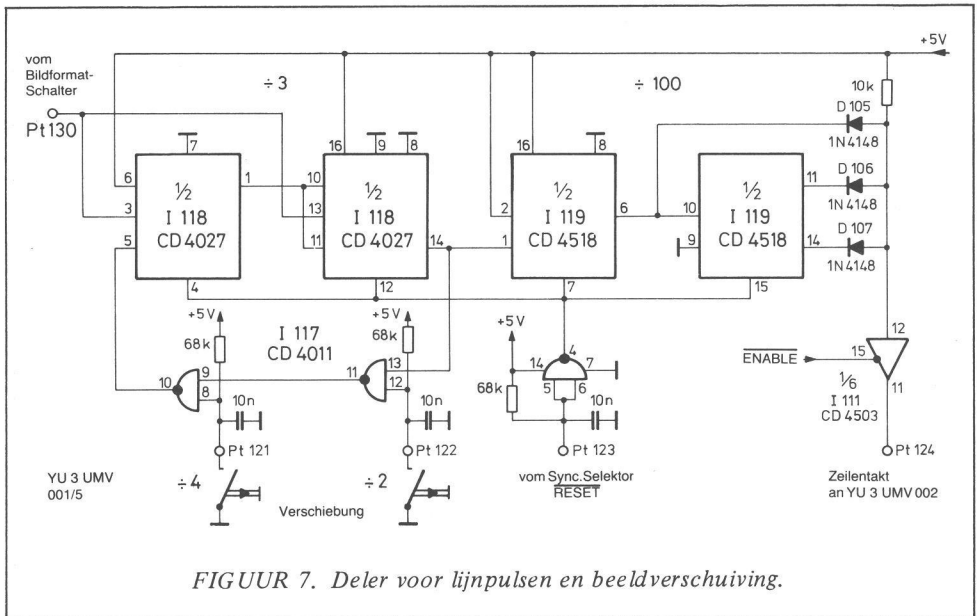 +5V
vom
Bildformat-
Schalter
Pt130
÷3
÷100
10k
D 105
1N4148
7
6
3
5
½
I 118
CD 4027
1
4
16
9
8
10
13
11
½
I 118
CD 4027
14
12
16
8
2
1
½
I 119
CD 4518
6
7
10
9
½
I 119
CD 4518
11
14
15
D 106
1N4148
D 107
1N4148
+5V
68k
I 117
CD 4011
+5V
68k
+5V
68k
10
9
8
10n
11
13
12
10n
14
4
7
5
6
10n
ENABLE
15
12
⅙
I 111
CD 4503
11
Pt 121
Pt 122
Pt 123
Pt 124
YU 3 UMV
001/5
÷4
Verschiebung
÷2
vom Sync.Selektor
RESET
Zeilentakt
an YU 3 UMV 002
FIGUUR 7. Deler voor lijnpulsen en beeldverschuiving.